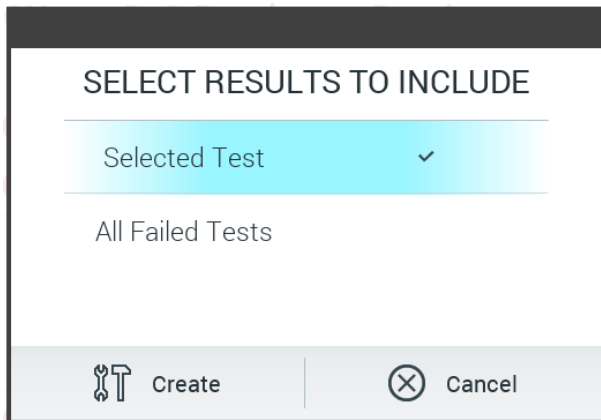 SELECT RESULTS TO INCLUDE
Selected Test
All Failed Tests
Create
Cancel